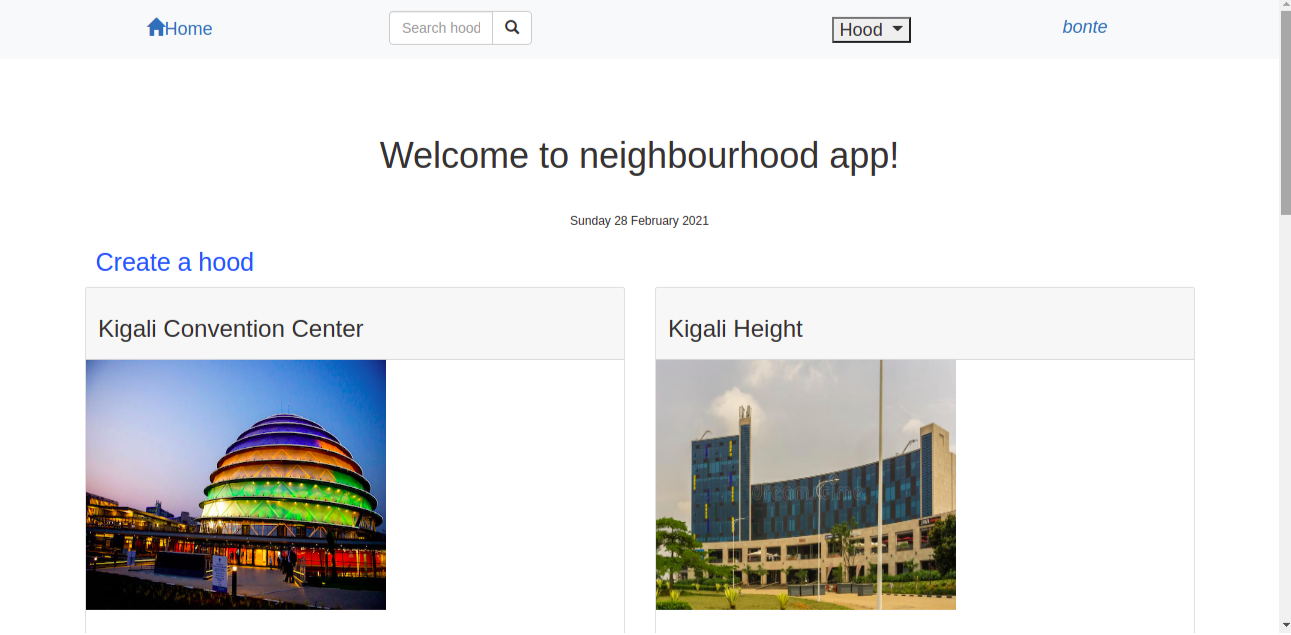 Home
Search hood
Hood
bonte
Welcome to neighbourhood app!
Sunday 28 February 2021
Create a hood
Kigali Convention Center
Kigali Height